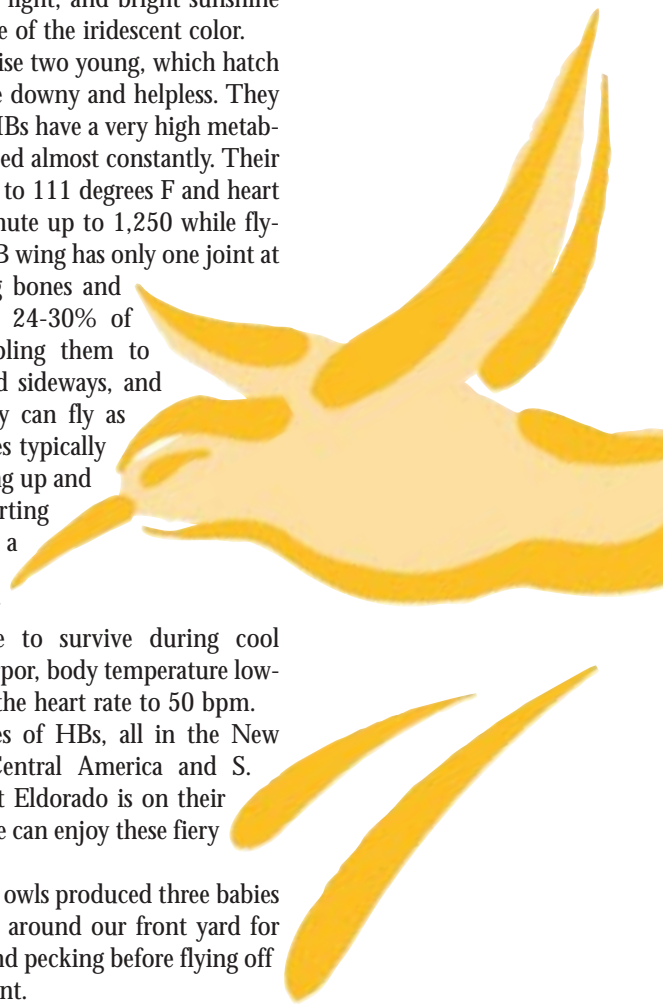 light, and bright sunshine
e of the iridescent color.
ise two young, which hatch
e downy and helpless. They
IBs have a very high metab-
ed almost constantly. Their
to 111 degrees F and heart
nute up to 1,250 while fly-
B wing has only one joint at
g bones and
24-30% of
bling them to
d sideways, and
y can fly as
es typically
ng up and
rting
a
e to survive during cool
por, body temperature low-
the heart rate to 50 bpm.
es of HBs, all in the New
Central America and S.
t Eldorado is on their
e can enjoy these fiery
owls produced three babies
around our front yard for
nd pecking before flying off
nt.